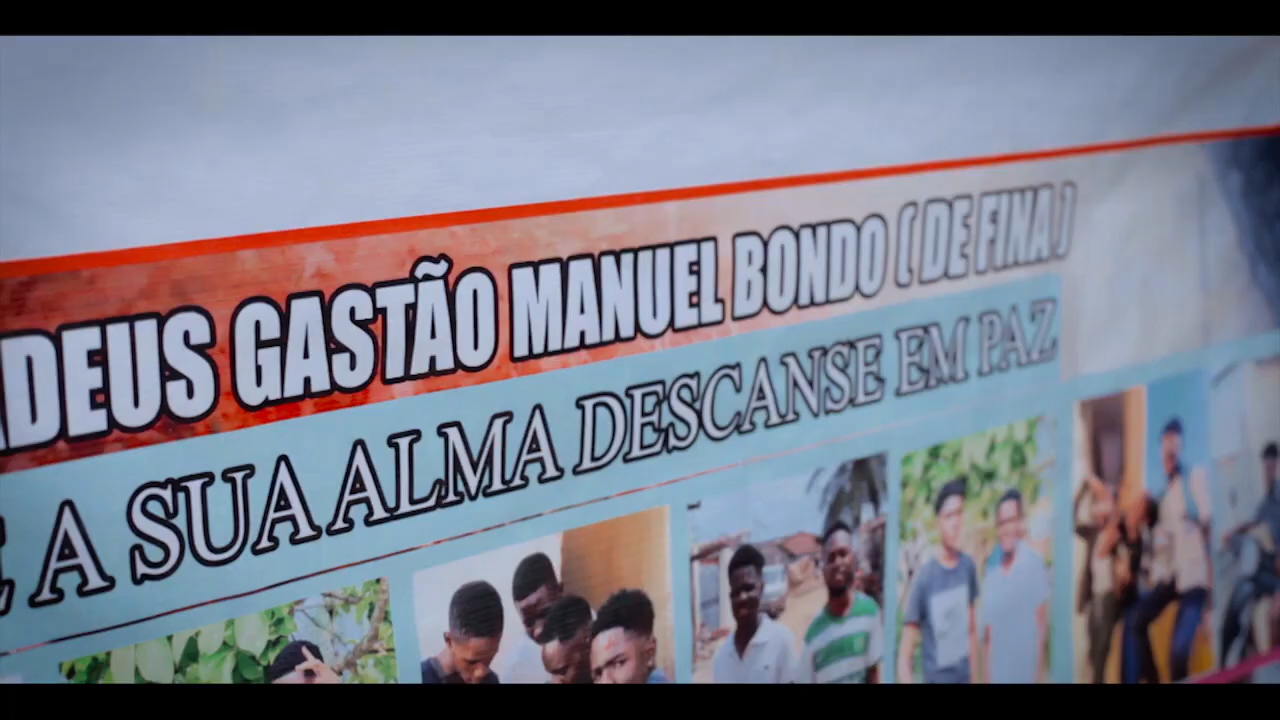 ADEUS GASTÃO MANUEL BONDO ( DE FINA )
A SUA ALMA DESCANSE EM PAZ